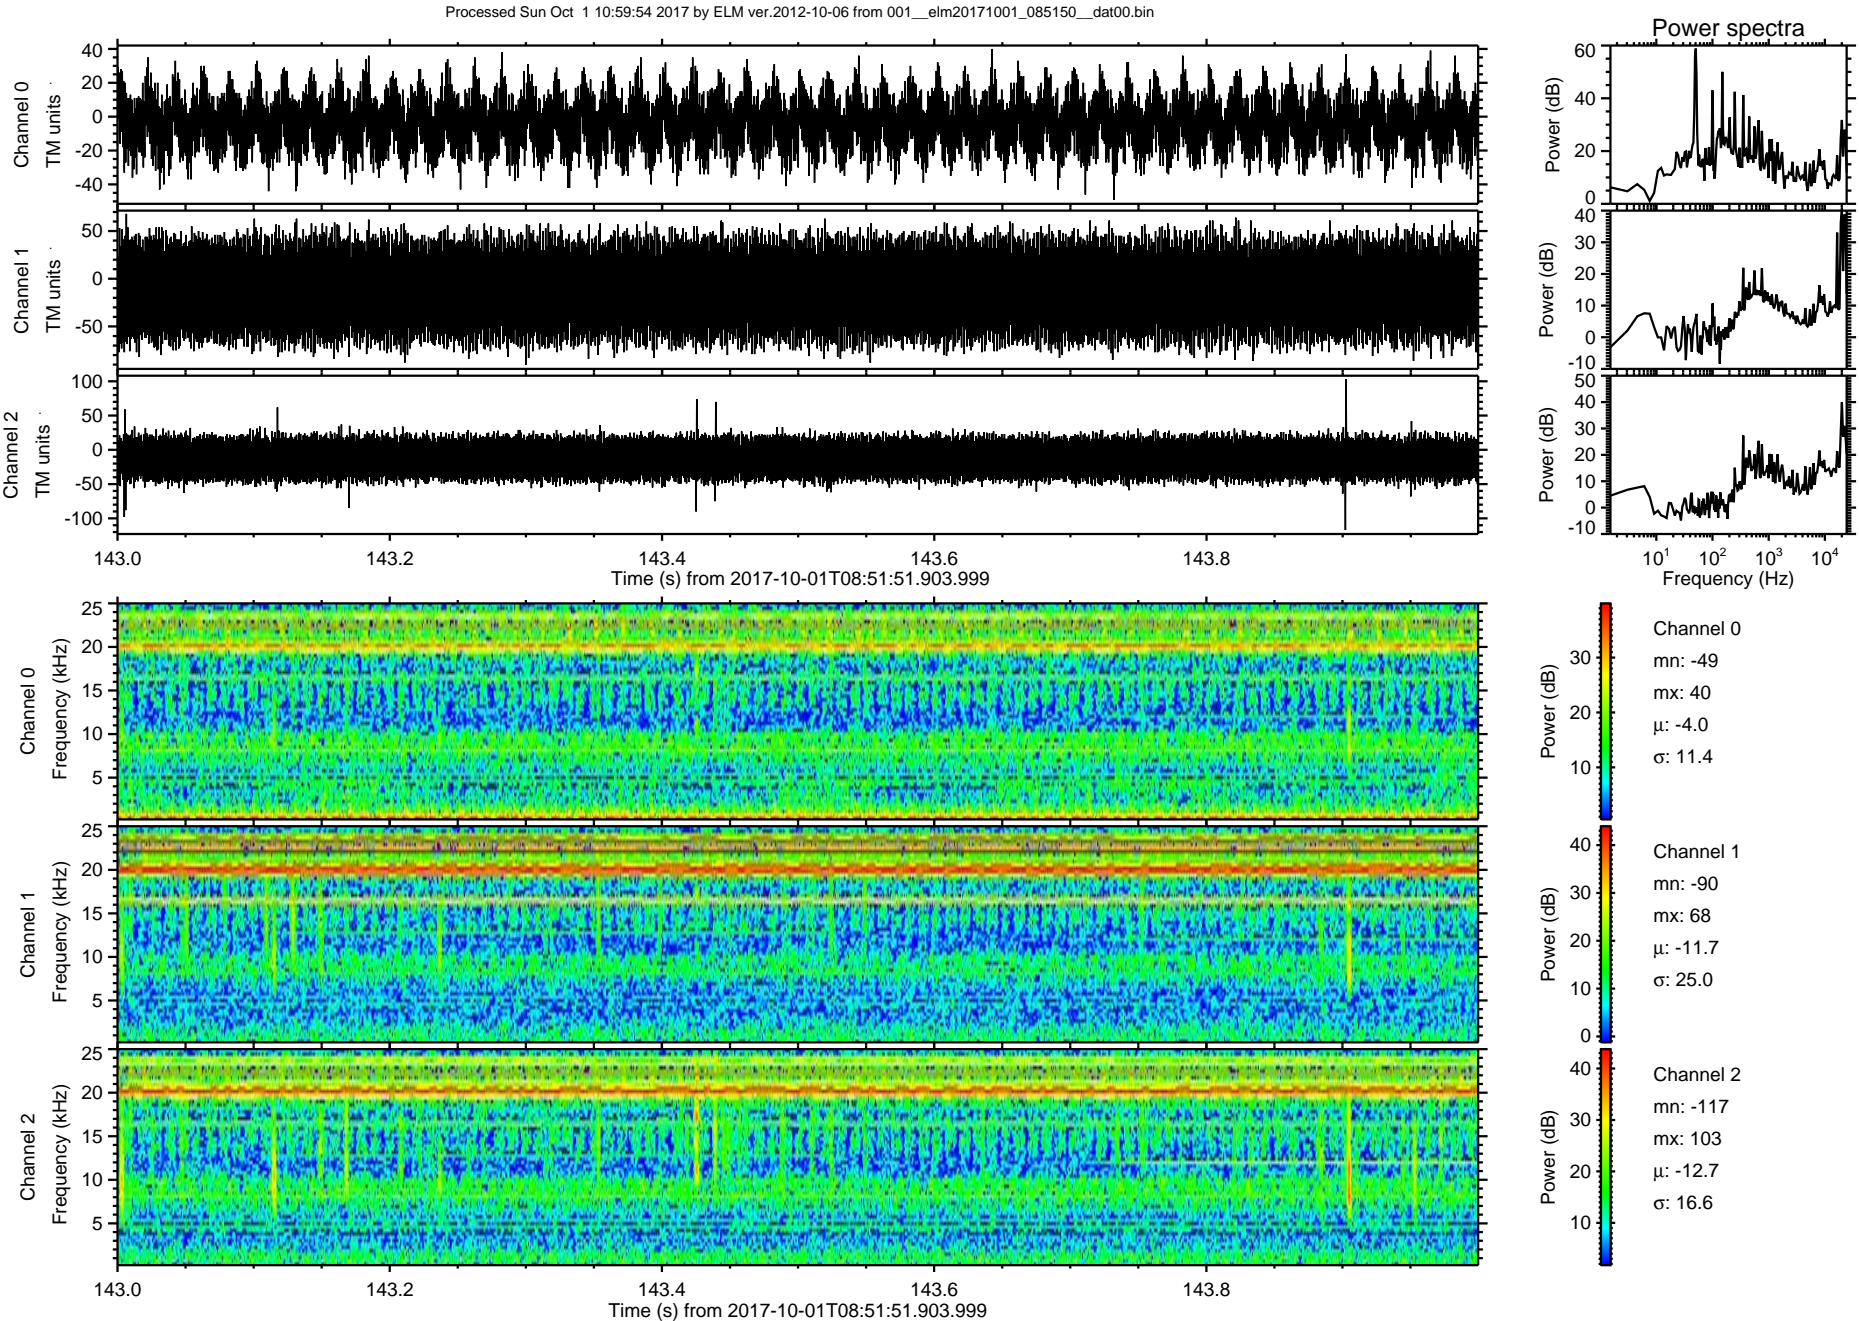 Processed Sun Oct  1 10:59:54 2017 by ELM ver.2012-10-06 from 001__elm20171001_085150__dat00.bin
Power spectra
Channel 0
TM units
40
20
0
-20
-40
Power (dB)
60
40
20
0
Channel 1
TM units
50
0
-50
Power (dB)
40
30
20
10
0
-10
Channel 2
TM units
100
50
0
-50
-100
Power (dB)
50
40
30
20
10
0
-10
143.0 143.2 143.4 143.6 143.8
Time (s) from 2017-10-01T08:51:51.903.999
10^1 10^2 10^3 10^4
Frequency (Hz)
Channel 0
Frequency (kHz)
25
20
15
10
5
Power (dB)
30
20
10
Channel 0
mn: -49
mx: 40
μ: -4.0
σ: 11.4
Channel 1
Frequency (kHz)
25
20
15
10
5
Power (dB)
40
30
20
10
0
Channel 1
mn: -90
mx: 68
μ: -11.7
σ: 25.0
Channel 2
Frequency (kHz)
25
20
15
10
5
Power (dB)
40
30
20
10
Channel 2
mn: -117
mx: 103
μ: -12.7
σ: 16.6
143.0 143.2 143.4 143.6 143.8
Time (s) from 2017-10-01T08:51:51.903.999